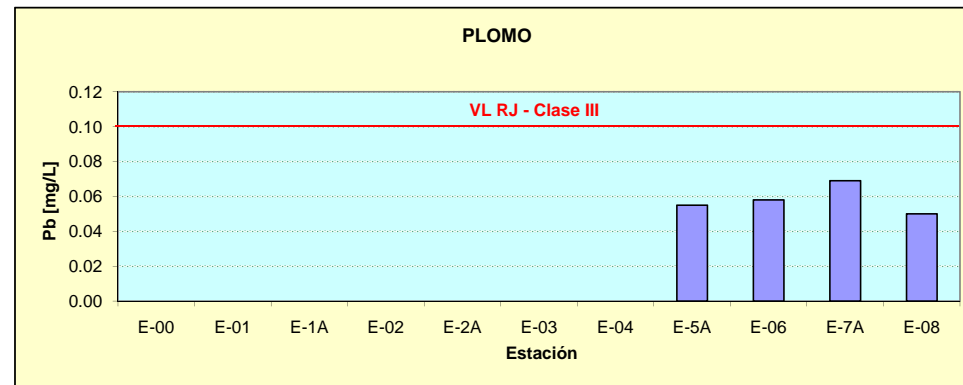 PLOMO
VL RJ - Clase III
Pb [mg/L]
0.12
0.10
0.08
0.06
0.04
0.02
0.00
E-00 E-01 E-1A E-02 E-2A E-03 E-04 E-5A E-06 E-7A E-08
Estación